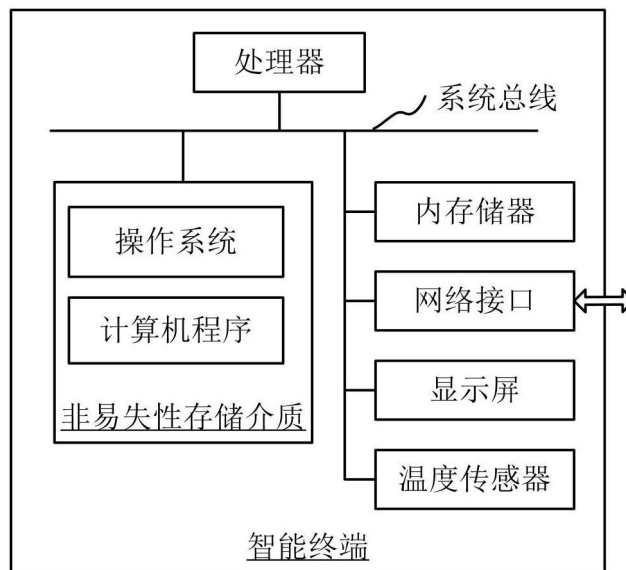 处理器
系统总线
操作系统
计算机程序
非易失性存储介质
内存储器
网络接口
显示屏
温度传感器
智能终端